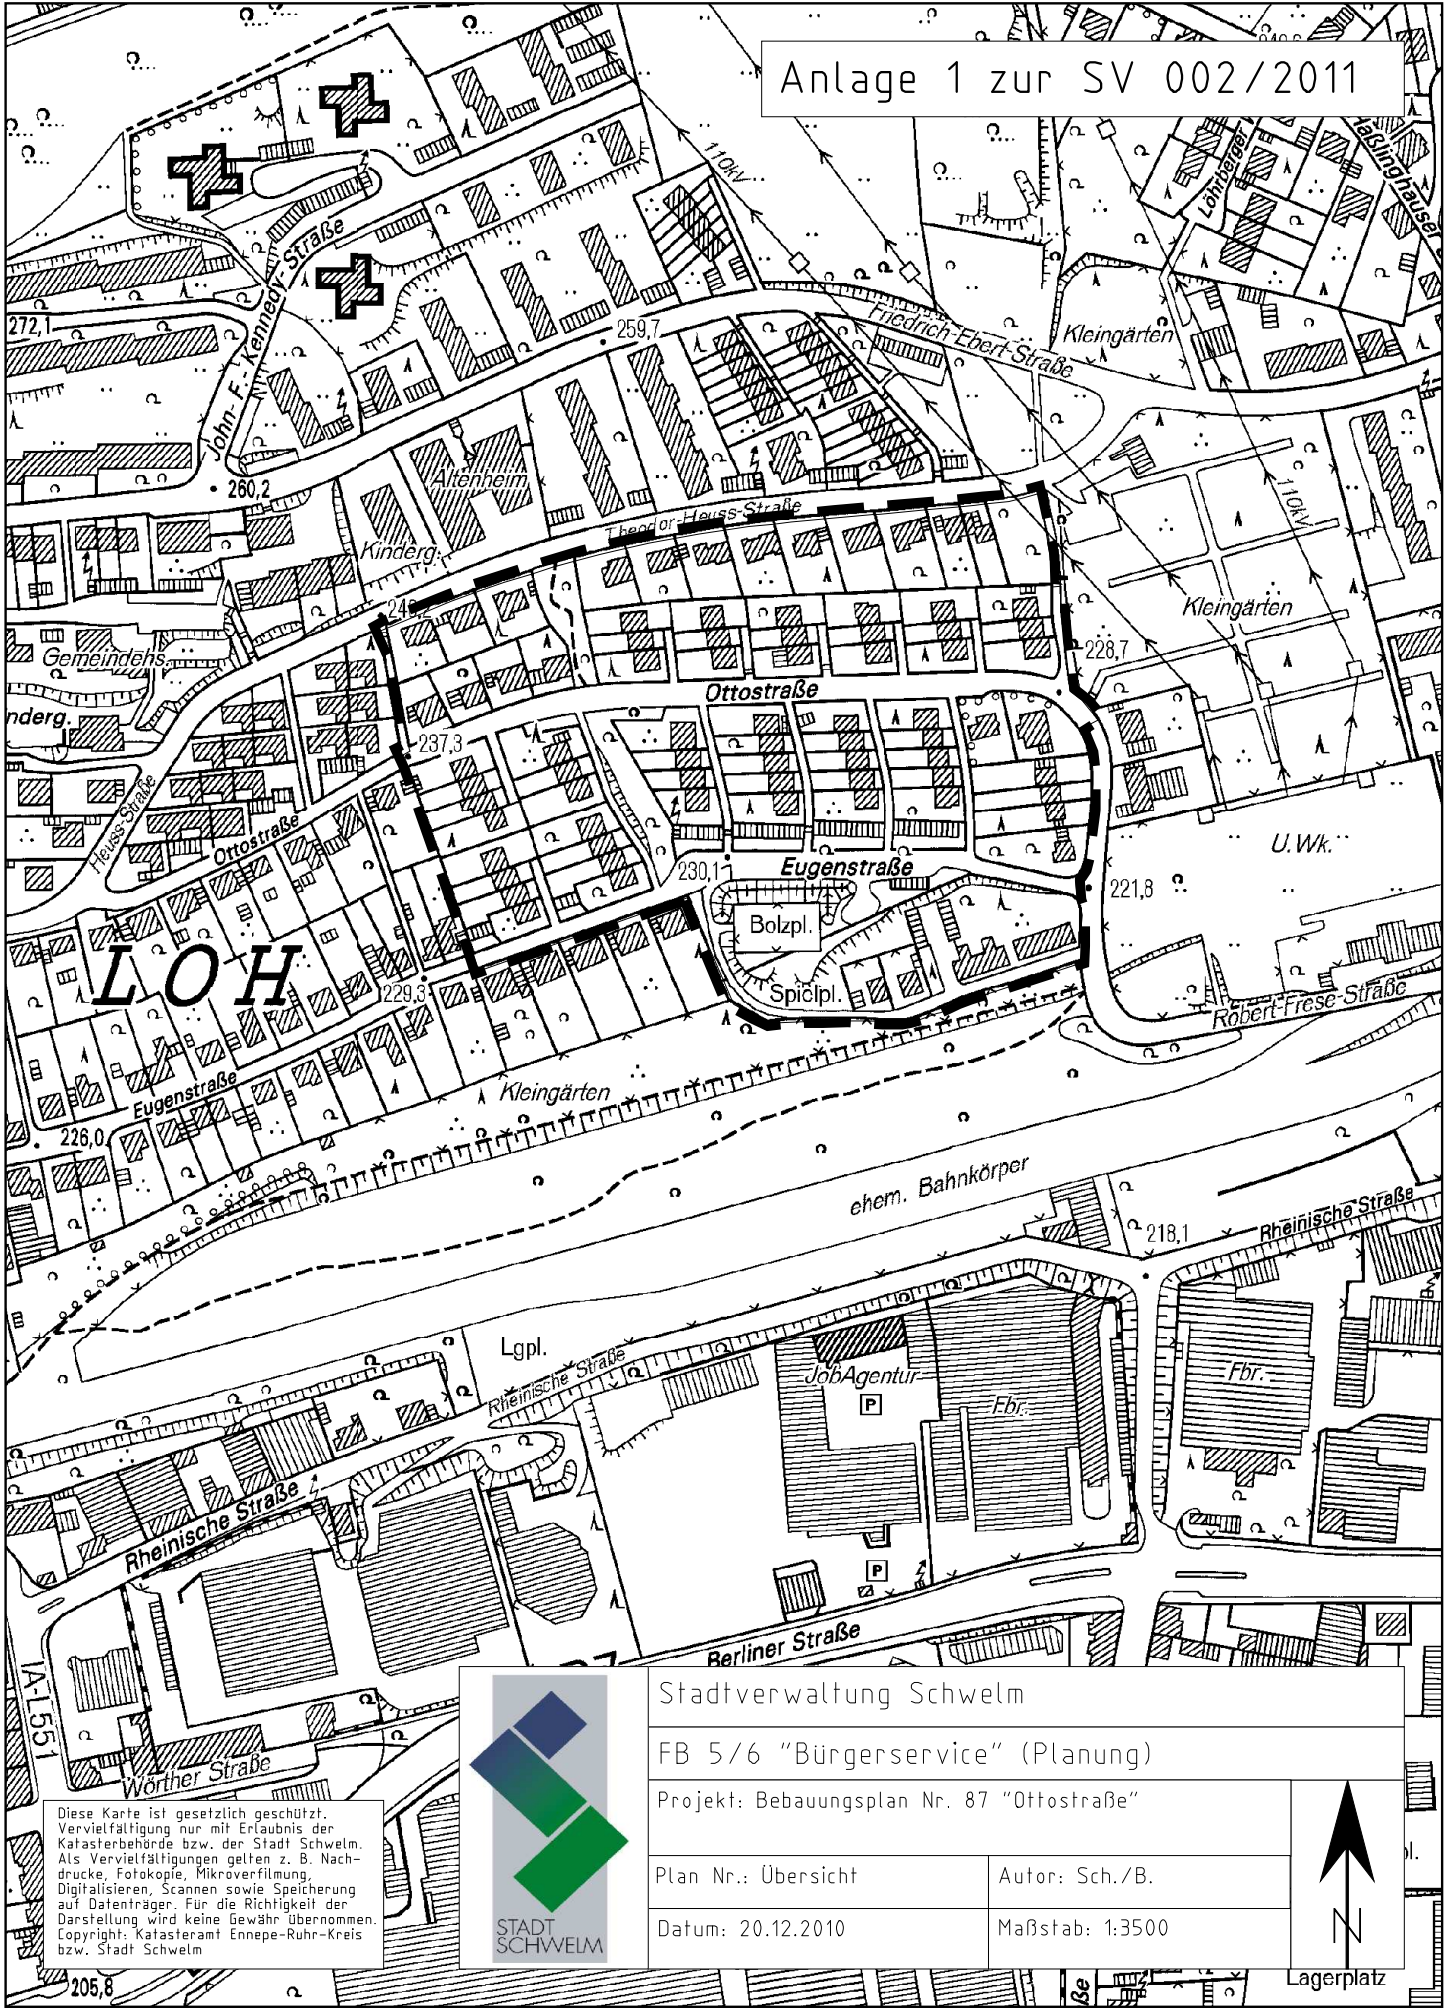 Anlage 1 zur SV 002/2011
110kV
Löhrberger
Haßlinghauser
John-F.-Kennedy-Straße
272,1
259,7
Friedrich-Ebert-Straße
Kleingärten
260,2
Altenheim
Theodor-Heuss-Straße
110kV
Kinderg.
Kleingärten
Gemeindehs.
228,7
nderg.
Ottostraße
237,3
Heuss-Straße
Ottostraße
U.Wk.
230,1
Eugenstraße
221,8
Bolzpl.
LOH
229,3
Spielpl.
Robert-Frese-Straße
Eugenstraße
Kleingärten
226,0
ehem. Bahnkörper
218,1
Rheinische Straße
Lgpl.
Rheinische Straße
JobAgentur
P
Fbr.
Fbr.
Rheinische Straße
P
Berliner Straße
Wörther Straße
Stadtverwaltung Schwelm
FB 5/6 "Bürgerservice" (Planung)
Projekt: Bebauungsplan Nr. 87 "Ottostraße"
Plan Nr.: Übersicht
Autor: Sch./B.
Datum: 20.12.2010
Maßstab: 1:3500
N
STADT
SCHWELM
Diese Karte ist gesetzlich geschützt.
Vervielfältigung nur mit Erlaubnis der
Katasterbehörde bzw. der Stadt Schwelm.
Als Vervielfältigungen gelten z. B. Nach-
drucke, Fotokopie, Mikroverfilmung,
Digitalisieren, Scannen sowie Speicherung
auf Datenträger. Für die Richtigkeit der
Darstellung wird keine Gewähr übernommen.
Copyright: Katasteramt Ennepe-Ruhr-Kreis
bzw. Stadt Schwelm
205,8
Lagerplatz